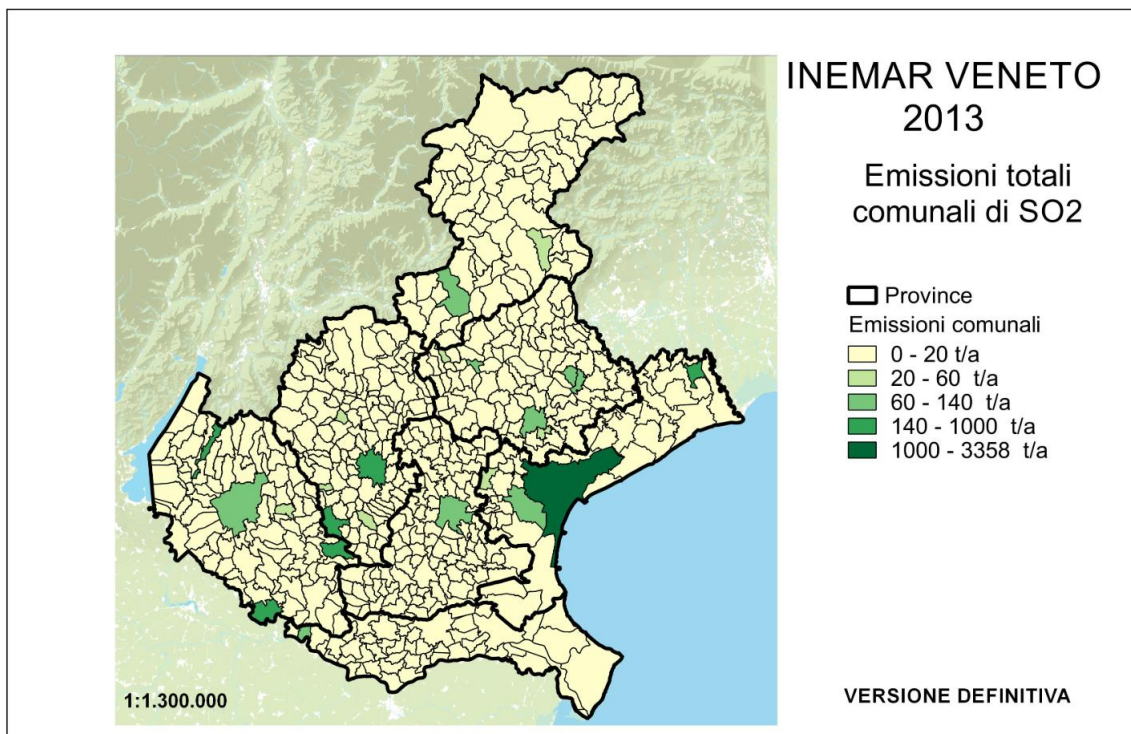 INEMAR VENETO
2013
Emissioni totali
comunali di SO2
Province
Emissioni comunali
0 - 20 t/a
20 - 60 t/a
60 - 140 t/a
140 - 1000 t/a
1000 - 3358 t/a
1:1.300.000
VERSIONE DEFINITIVA